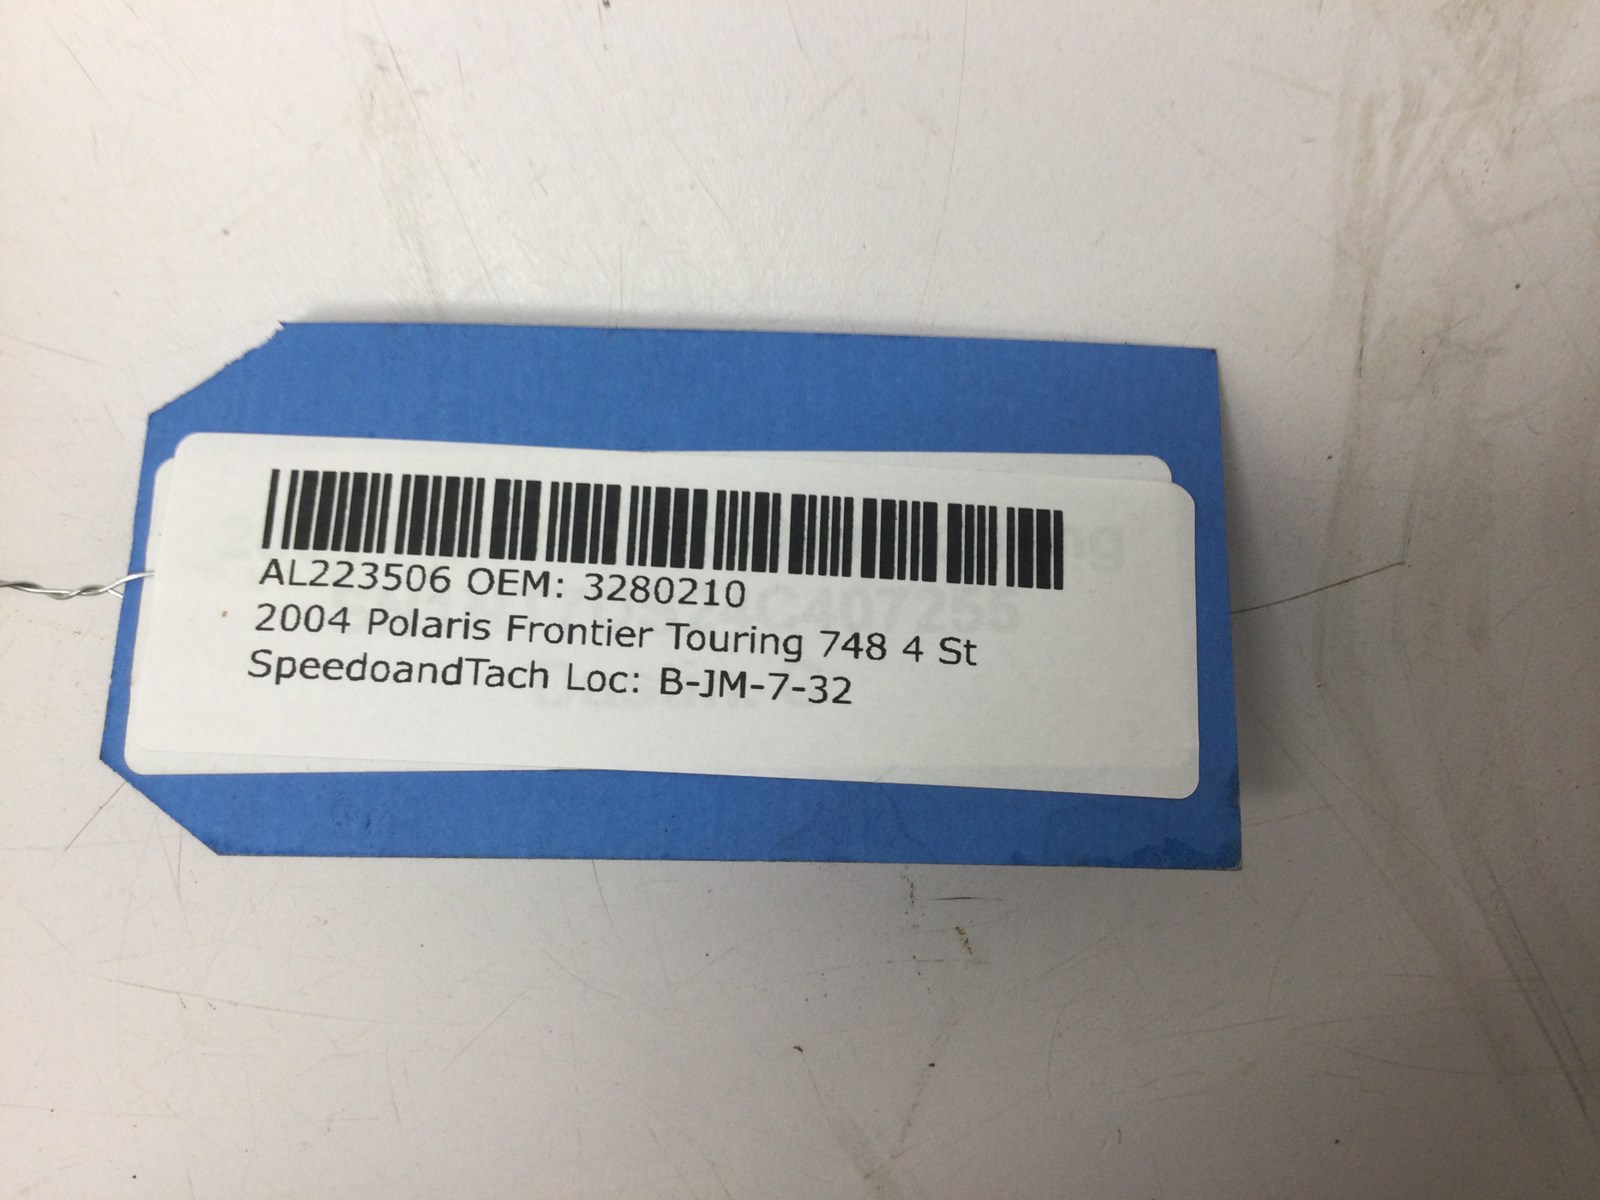 AL223506 OEM: 3280210
2004 Polaris Frontier Touring 748 4 St
SpeedoandTach Loc: B-JM-7-32